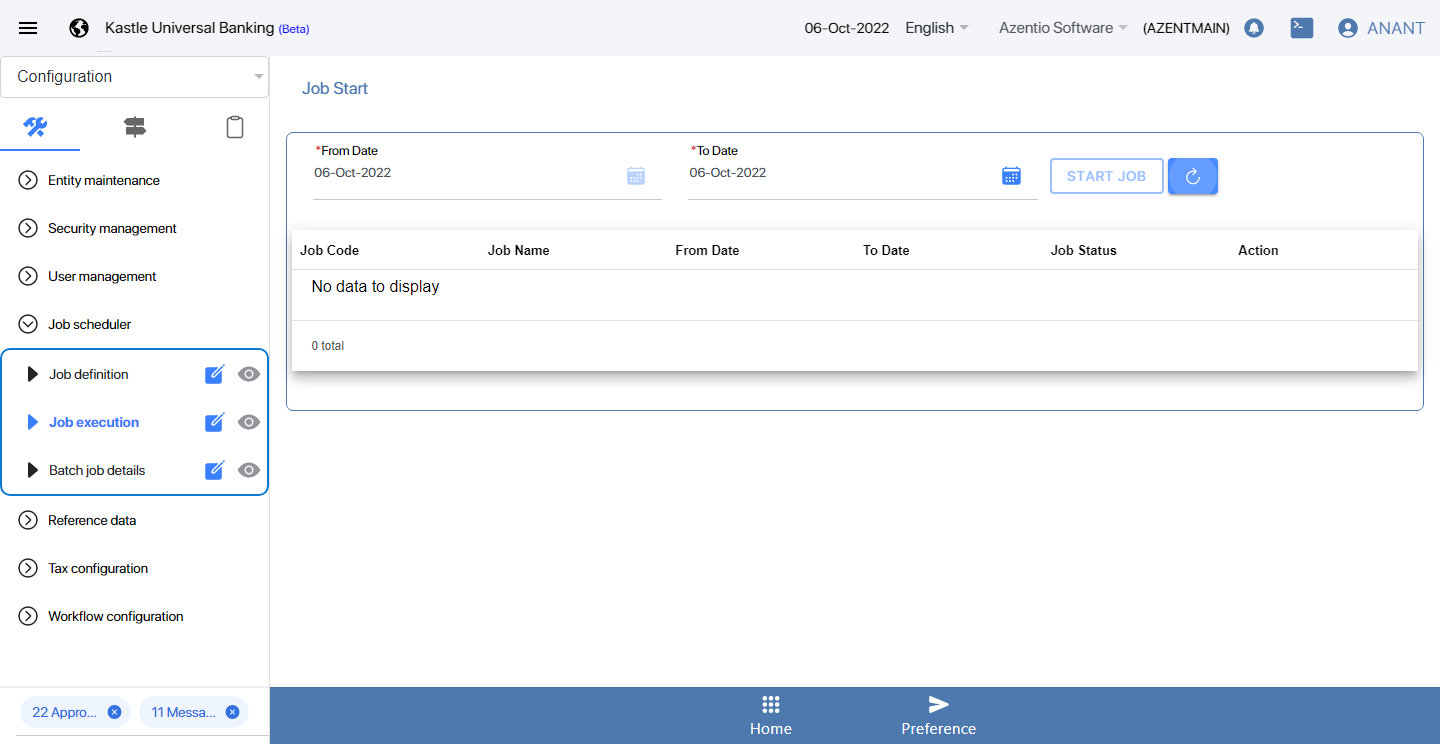 Kastle Universal Banking (Beta)
06-Oct-2022 English Azentio Software (AZENTMAIN) >_ ANANT
Configuration
Entity maintenance
Security management
User management
Job scheduler
Job definition
Job execution
Batch job details
Reference data
Tax configuration
Workflow configuration
22 Appro... 11 Messa...
Job Start
*From Date
06-Oct-2022
*To Date
06-Oct-2022
START JOB
Job Code Job Name From Date To Date Job Status Action
No data to display
0 total
Home Preference